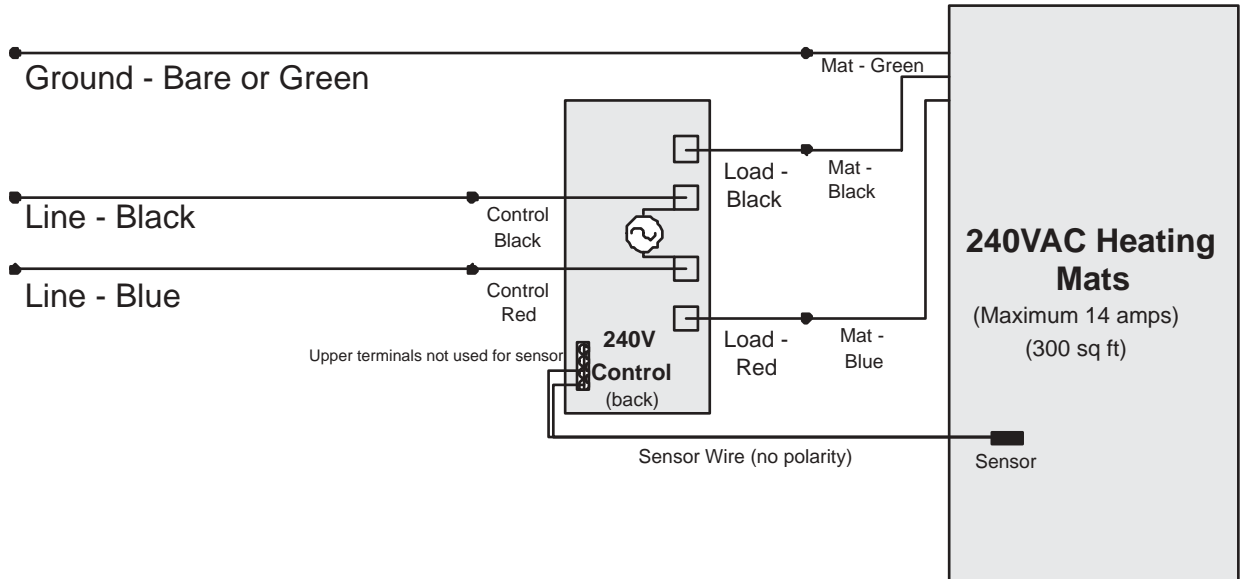 Ground - Bare or Green
Mat - Green
Load -
Black
Mat -
Black
Line - Black
Control
Black
Line - Blue
Control
Red
Load -
Red
Mat -
Blue
Upper terminals not used for sensor
240V
Control
(back)
240VAC Heating
Mats
(Maximum 14 amps)
(300 sq ft)
Sensor Wire (no polarity)
Sensor